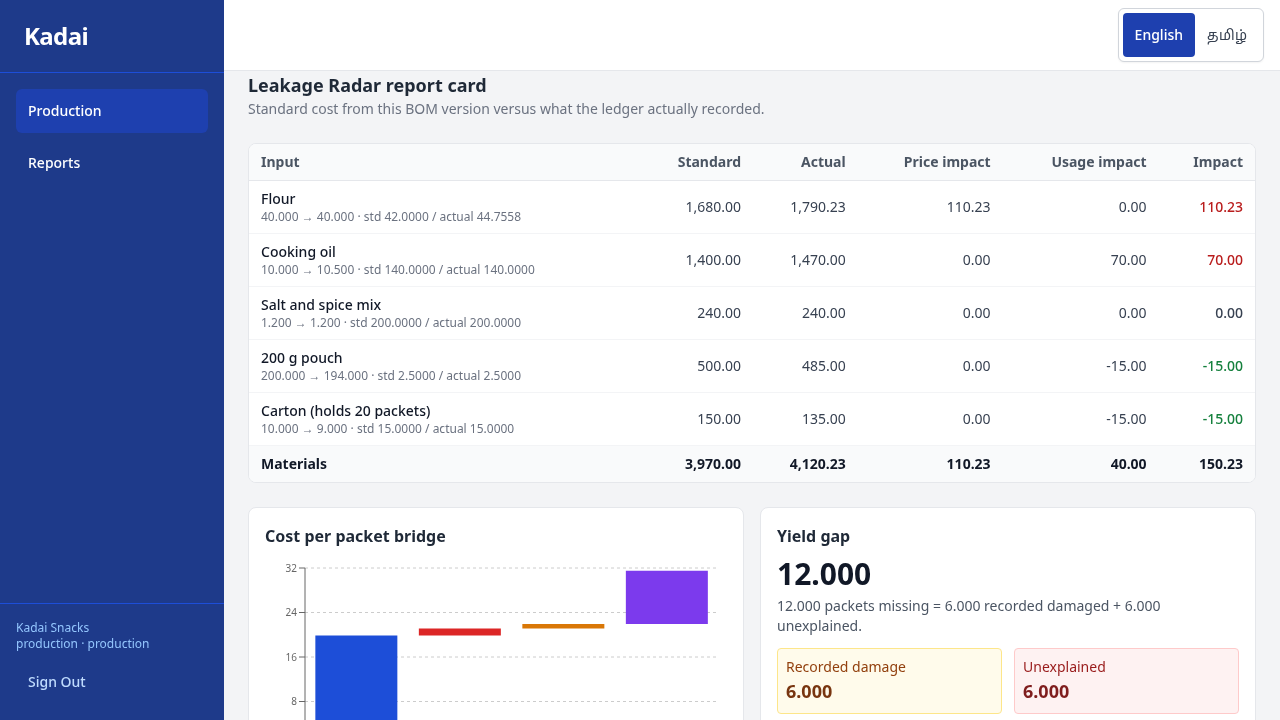 Kadai
English
தமிழ்
Production
Reports
Kadai Snacks
production · production
Sign Out
Leakage Radar report card
Standard cost from this BOM version versus what the ledger actually recorded.
Input Standard Actual Price impact Usage impact Impact
Flour
40.000 → 40.000 · std 42.0000 / actual 44.7558
1,680.00 1,790.23 110.23 0.00 110.23
Cooking oil
10.000 → 10.500 · std 140.0000 / actual 140.0000
1,400.00 1,470.00 0.00 70.00 70.00
Salt and spice mix
1.200 → 1.200 · std 200.0000 / actual 200.0000
240.00 240.00 0.00 0.00 0.00
200 g pouch
200.000 → 194.000 · std 2.5000 / actual 2.5000
500.00 485.00 0.00 -15.00 -15.00
Carton (holds 20 packets)
10.000 → 9.000 · std 15.0000 / actual 15.0000
150.00 135.00 0.00 -15.00 -15.00
Materials 3,970.00 4,120.23 110.23 40.00 150.23
Cost per packet bridge
32
24
16
8
Yield gap
12.000
12.000 packets missing = 6.000 recorded damaged + 6.000
unexplained.
Recorded damage
6.000
Unexplained
6.000